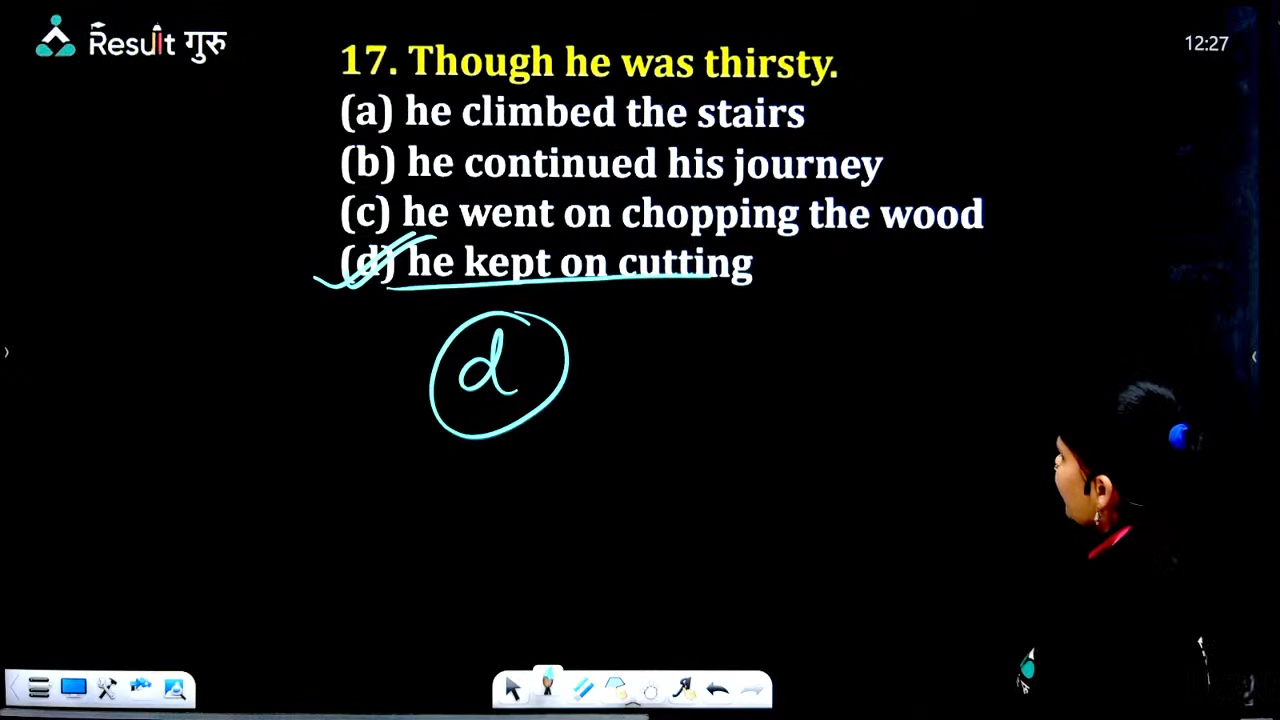 Result गुरु
12:27
17. Though he was thirsty.
(a) he climbed the stairs
(b) he continued his journey
(c) he went on chopping the wood
(d) he kept on cutting
d